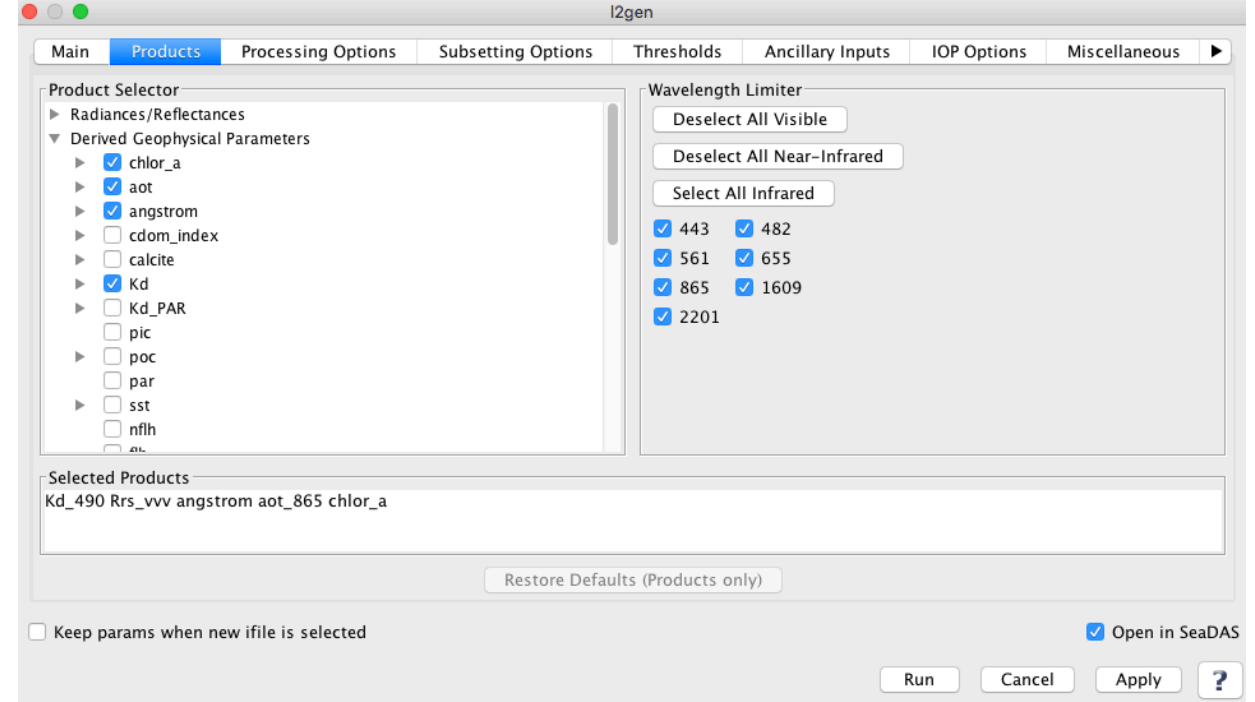 l2gen
Main Products Processing Options Subsetting Options Thresholds Ancillary Inputs IOP Options Miscellaneous
Product Selector
Radiances/Reflectances
Derived Geophysical Parameters
chlor_a
aot
angstrom
cdom_index
calcite
Kd
Kd_PAR
pic
poc
par
sst
nflh
Wavelength Limiter
Deselect All Visible
Deselect All Near-Infrared
Select All Infrared
443 482
561 655
865 1609
2201
Selected Products
Kd_490 Rrs_vvv angstrom aot_865 chlor_a
Restore Defaults (Products only)
Keep params when new ifile is selected
Open in SeaDAS
Run Cancel Apply ?